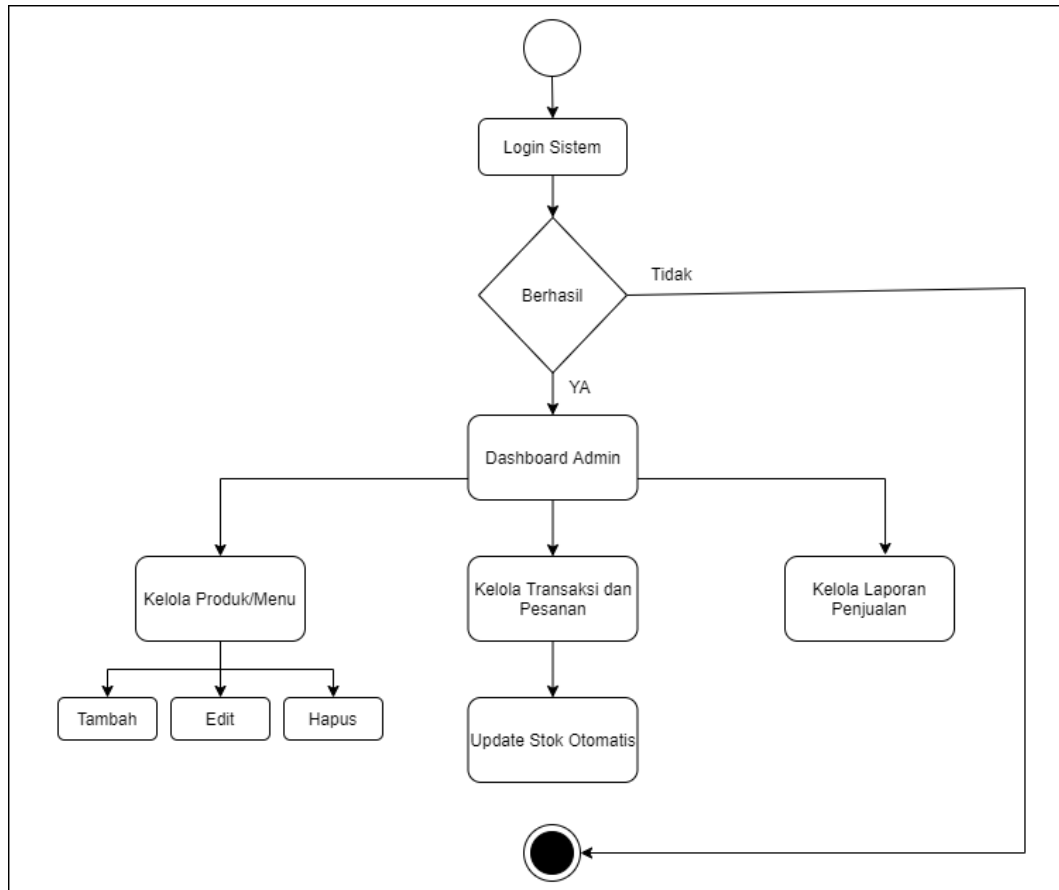 Login Sistem
Berhasil
Tidak
YA
Dashboard Admin
Kelola Produk/Menu
Kelola Transaksi dan
Pesanan
Kelola Laporan
Penjualan
Tambah
Edit
Hapus
Update Stok Otomatis